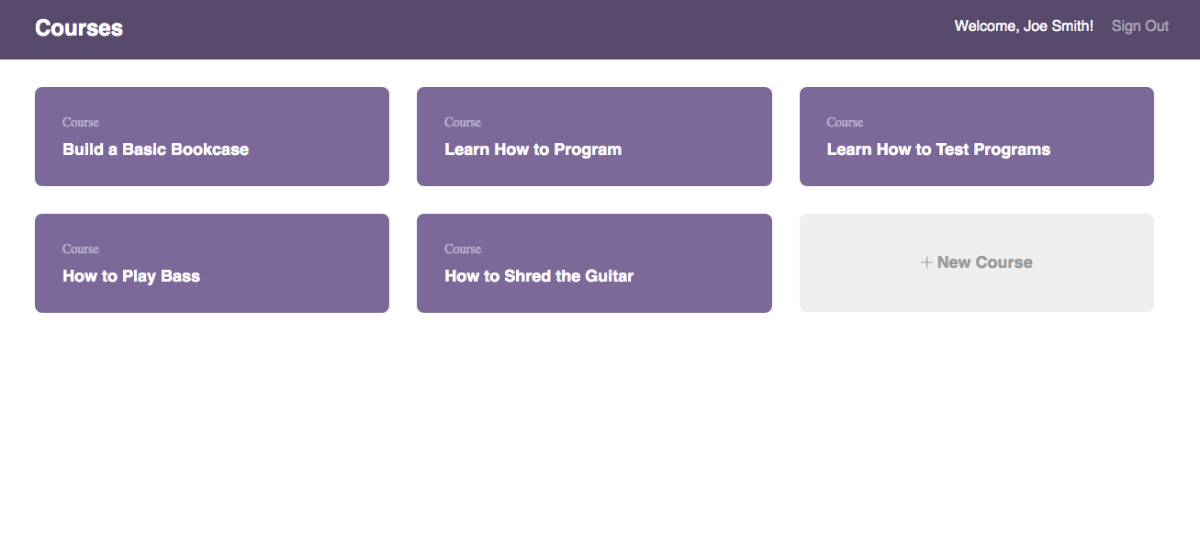 Courses
Welcome, Joe Smith! Sign Out
Course
Build a Basic Bookcase
Course
Learn How to Program
Course
Learn How to Test Programs
Course
How to Play Bass
Course
How to Shred the Guitar
+ New Course